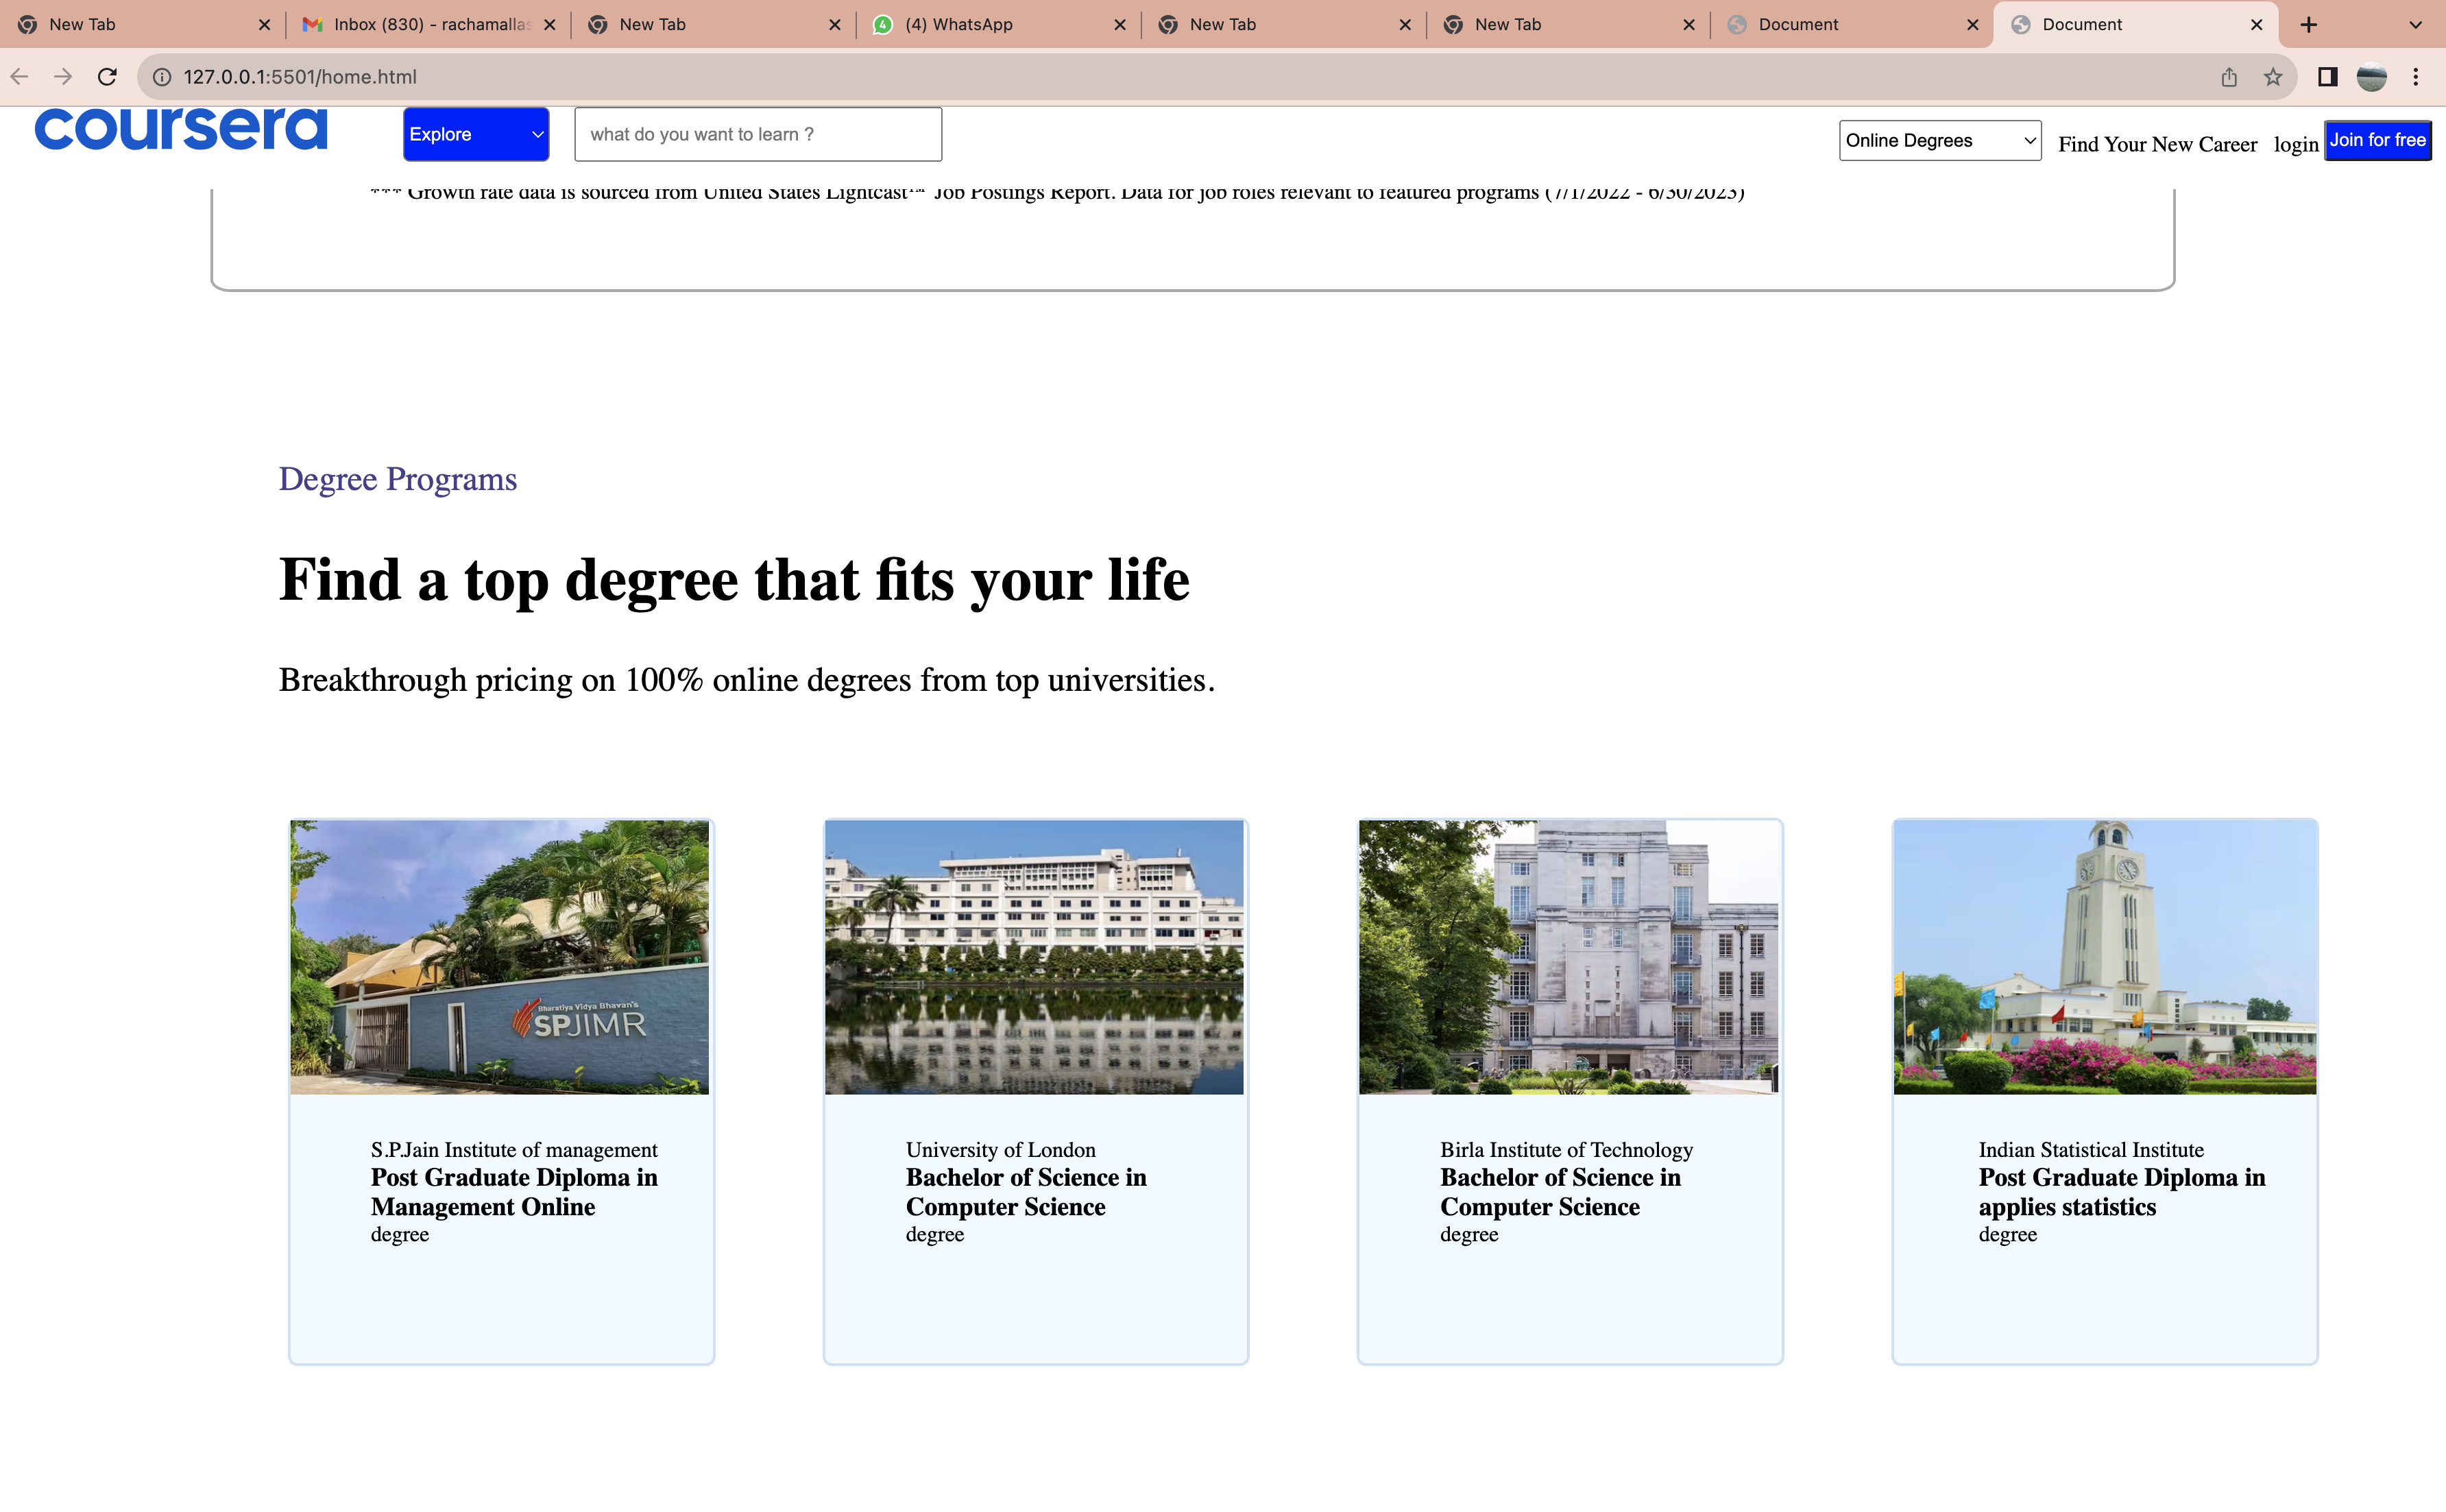 New Tab
Inbox (830) - rachamallas
New Tab
4
(4) WhatsApp
New Tab
New Tab
Document
Document
127.0.0.1:5501/home.html
coursera
Explore
what do you want to learn ?
Online Degrees
Find Your New Career
login
Join for free
*** Growth rate data is sourced from United States Lightcast™ Job Postings Report. Data for job roles relevant to featured programs (7/1/2022 - 6/30/2023)
Degree Programs
Find a top degree that fits your life
Breakthrough pricing on 100% online degrees from top universities.
Bharatiya Vidya Bhavan's
SPJIMR
S.P.Jain Institute of management
Post Graduate Diploma in
Management Online
degree
University of London
Bachelor of Science in
Computer Science
degree
Birla Institute of Technology
Bachelor of Science in
Computer Science
degree
Indian Statistical Institute
Post Graduate Diploma in
applies statistics
degree